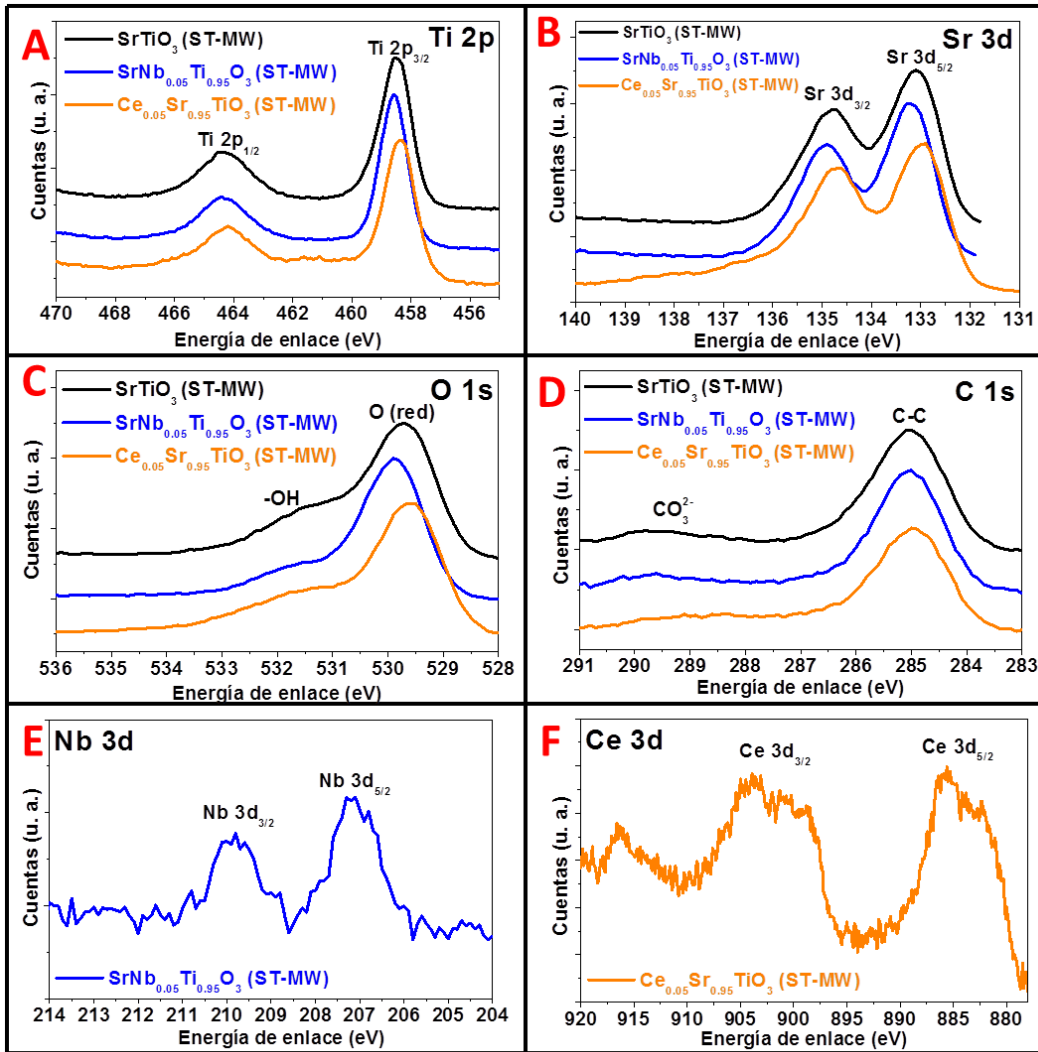 A
Ti 2p
SrTiO₃ (ST-MW)
SrNb₀.₀₅Ti₀.₉₅O₃ (ST-MW)
Ce₀.₀₅Sr₀.₉₅TiO₃ (ST-MW)
Ti 2p₃/₂
Ti 2p₁/₂
Cuentas (u. a.)
470 468 466 464 462 460 458 456
Energía de enlace (eV)
B
Sr 3d
SrTiO₃ (ST-MW)
SrNb₀.₀₅Ti₀.₉₅O₃ (ST-MW)
Ce₀.₀₅Sr₀.₉₅TiO₃ (ST-MW)
Sr 3d₅/₂
Sr 3d₃/₂
Cuentas (u. a.)
140 139 138 137 136 135 134 133 132 131
Energía de enlace (eV)
C
O 1s
SrTiO₃ (ST-MW)
SrNb₀.₀₅Ti₀.₉₅O₃ (ST-MW)
Ce₀.₀₅Sr₀.₉₅TiO₃ (ST-MW)
O (red)
-OH
Cuentas (u. a.)
536 535 534 533 532 531 530 529 528
Energía de enlace (eV)
D
C 1s
SrTiO₃ (ST-MW)
SrNb₀.₀₅Ti₀.₉₅O₃ (ST-MW)
Ce₀.₀₅Sr₀.₉₅TiO₃ (ST-MW)
C-C
CO₃²⁻
Cuentas (u. a.)
291 290 289 288 287 286 285 284 283
Energía de enlace (eV)
E
Nb 3d
Nb 3d₅/₂
Nb 3d₃/₂
SrNb₀.₀₅Ti₀.₉₅O₃ (ST-MW)
Cuentas (u. a.)
214 213 212 211 210 209 208 207 206 205 204
Energía de enlace (eV)
F
Ce 3d
Ce 3d₃/₂
Ce 3d₅/₂
Ce₀.₀₅Sr₀.₉₅TiO₃ (ST-MW)
Cuentas (u. a.)
920 915 910 905 900 895 890 885 880
Energía de enlace (eV)